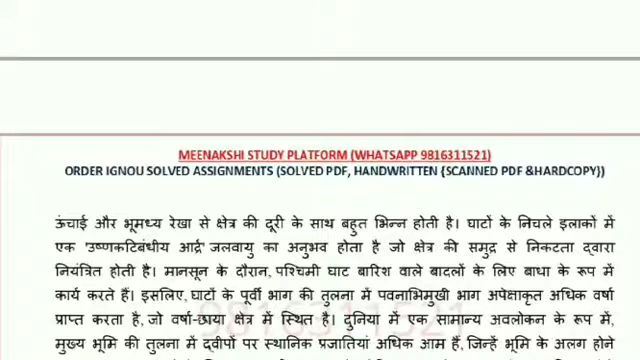 MEENAKSHI STUDY PLATFORM (WHATSAPP 9816311521)
ORDER IGNOU SOLVED ASSIGNMENTS (SOLVED PDF, HANDWRITTEN {SCANNED PDF &HARDCOPY})
ऊंचाई और भूमध्य रेखा से क्षेत्र की दूरी के साथ बहुत भिन्न होती है। घाटों के निचले इलाकों में
एक 'उष्णकटिबंधीय आर्द्र' जलवायु का अनुभव होता है जो क्षेत्र की समुद्र से निकटता द्वारा
नियंत्रित होती है। मानसून के दौरान, पश्चिमी घाट बारिश वाले बादलों के लिए बाधा के रूप में
कार्य करते हैं। इसलिए, घाटों के पूर्वी भाग की तुलना में पवनाभिमुखी भाग अपेक्षाकृत अधिक वर्षा
प्राप्त करता है, जो वर्षा-छाया क्षेत्र में स्थित है। दुनिया में एक सामान्य अवलोकन के रूप में,
मुख्य भूमि की तुलना में द्वीपों पर स्थानिक प्रजातियां अधिक आम हैं, जिन्हें भूमि के अलग होने
9816311521